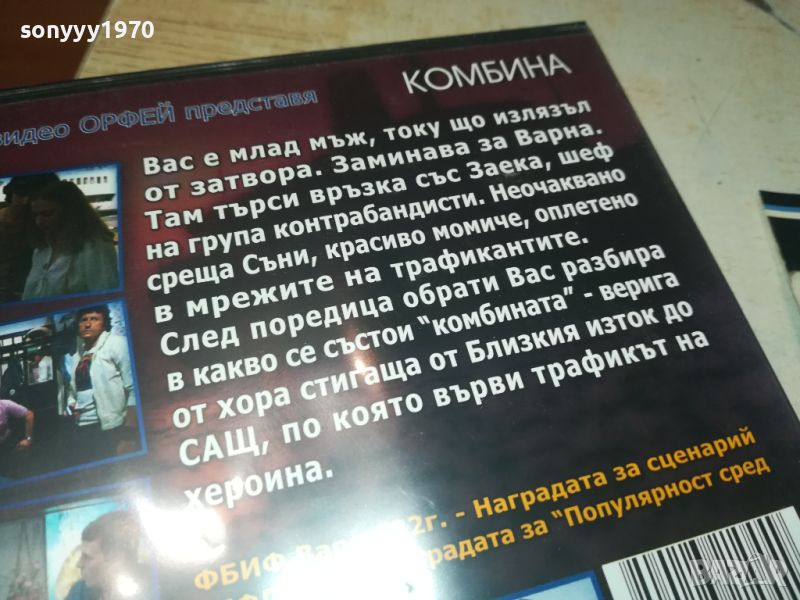 sonyyy1970
КОМБИНА
видео ОРФЕЙ представя
Вас е млад мъж, току що излязъл
от затвора. Заминава за Варна.
Там търси връзка със Заека, шеф
на група контрабандисти. Неочаквано
среща Съни, красиво момиче, оплетено
в мрежите на трафикантите.
След поредица обрати Вас разбира
в какво се състои "комбината" - верига
от хора стигаща от Близкия изток до
САЩ, по която върви трафикът на
хероина.
ФБИФ 2г. - Наградата за сценарий
за "Популярност сред
BAZAR